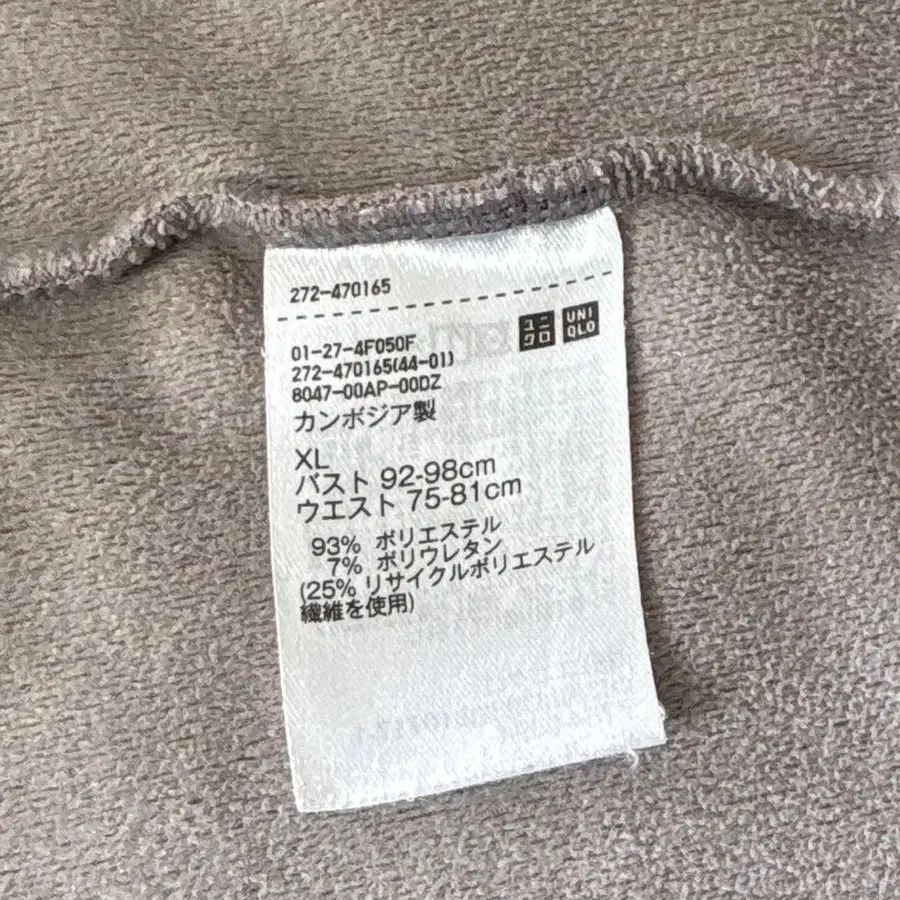 272-470165
01-27-4F050F
272-470165(44-01)
8047-00AP-00DZ
カンボジア製
ユニ
クロ
UNI
QLO
XL
バスト 92-98cm
ウエスト 75-81cm
93% ポリエステル
7% ポリウレタン
(25% リサイクルポリエステル
繊維を使用)